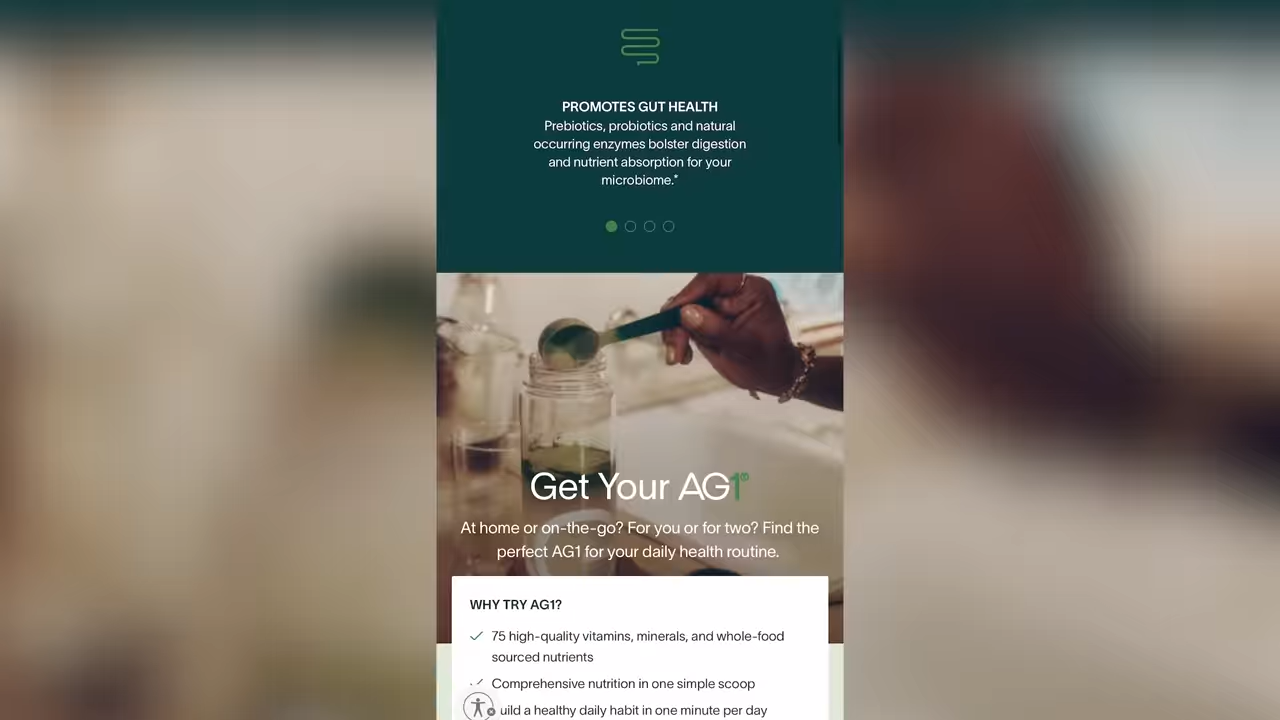 PROMOTES GUT HEALTH
Prebiotics, probiotics and natural
occurring enzymes bolster digestion
and nutrient absorption for your
microbiome.*
Get Your AG1®
At home or on-the-go? For you or for two? Find the
perfect AG1 for your daily health routine.
WHY TRY AG1?
75 high-quality vitamins, minerals, and whole-food
sourced nutrients
Comprehensive nutrition in one simple scoop
uild a healthy daily habit in one minute per day